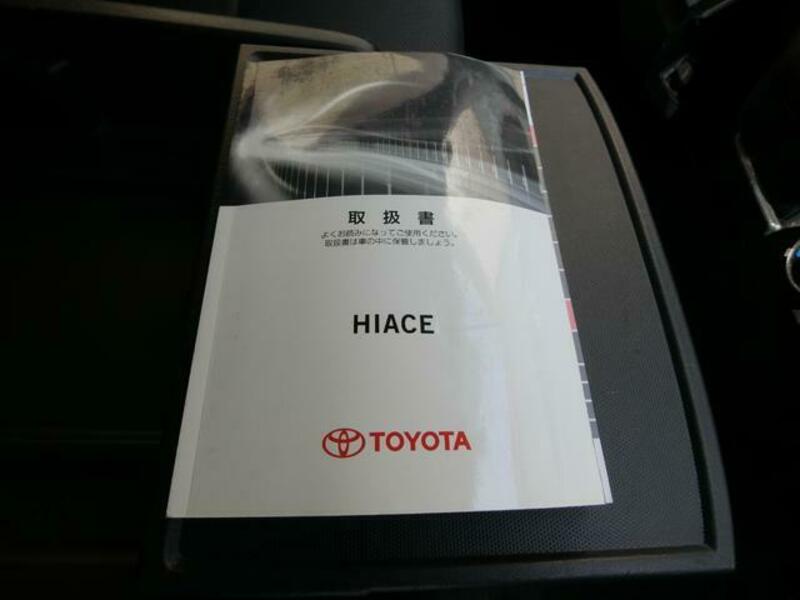 取扱書
よくお読みになってご使用ください。
取扱書は車の中に保管しましょう。
HIACE
TOYOTA